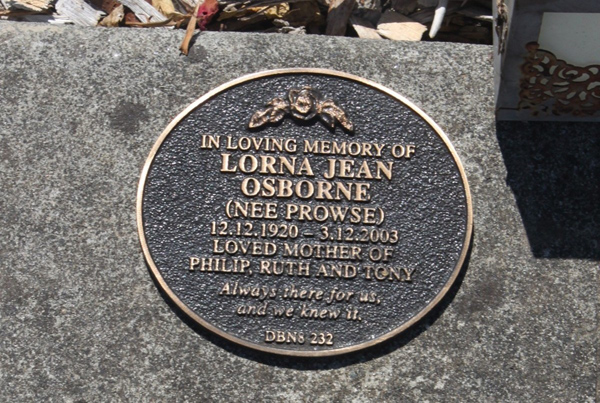 IN LOVING MEMORY OF
LORNA JEAN
OSBORNE
(NEE PROWSE)
12.12.1920 – 3.12.2003
LOVED MOTHER OF
PHILIP, RUTH AND TONY
Always there for us,
and we knew it.
DBN8 232